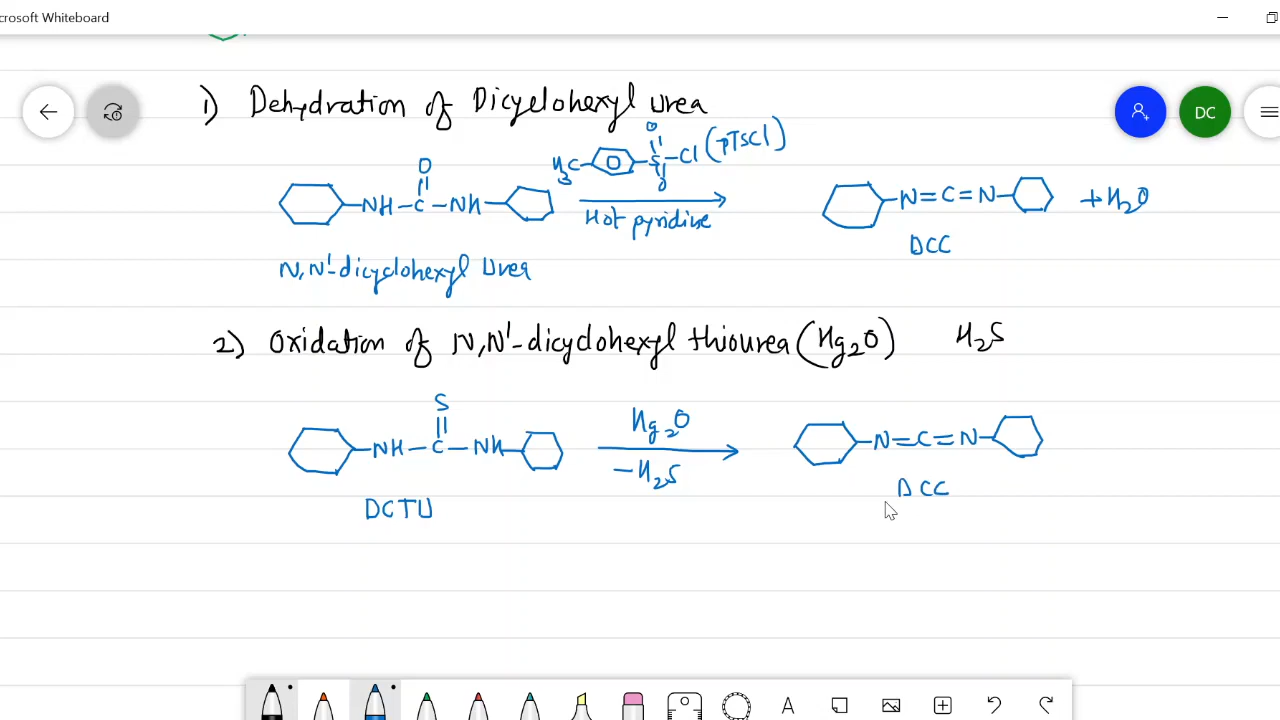 crosoft Whiteboard
DC
1) Dehydration of Dicyclohexyl urea
O
H3C S Cl (pTsCl)
O
O
NH-C-NH
Hot pyridine
N=C=N + H2O
DCC
N,N'-dicyclohexyl Urea
2) Oxidation of N,N'-dicyclohexyl thiourea (Hg2O) H2S
S
NH-C-NH
Hg2O
-H2S
N=C=N
DCTU
DCC
A